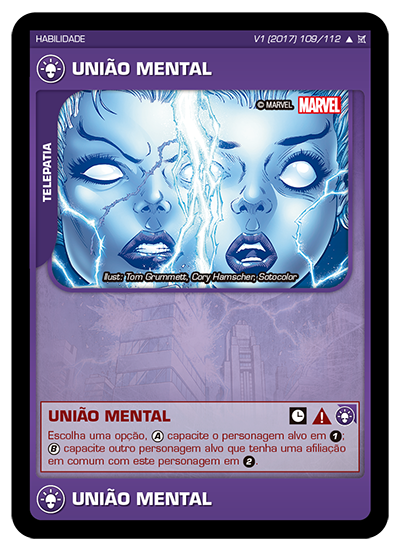 HABILIDADE V1 (2017) 109/112 ▲
UNIÃO MENTAL
TELEPATIA
© MARVEL MARVEL
Ilust: Tom Grummett, Cory Hamscher, Sotocolor
UNIÃO MENTAL
Escolha uma opção, A capacite o personagem alvo em 1;
B capacite outro personagem alvo que tenha uma afiliação
em comum com este personagem em 2.
UNIÃO MENTAL